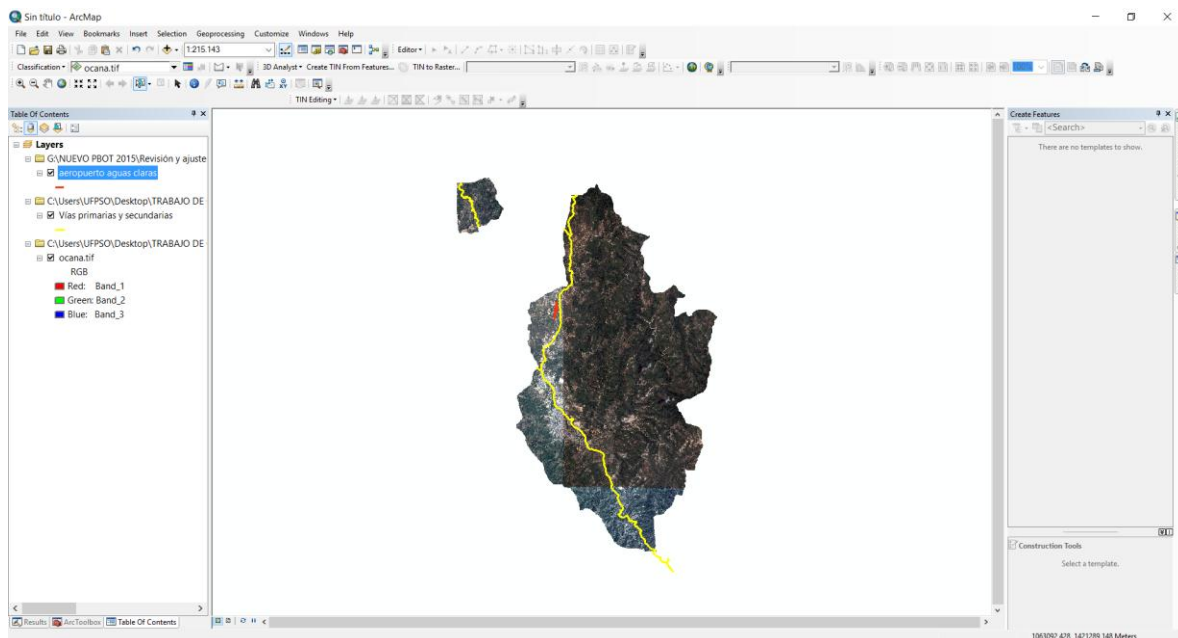 Sin título - ArcMap
File Edit View Bookmarks Insert Selection Geoprocessing Customize Windows Help
1:215.143 Editor
Classification ocana.tif 3D Analyst Create TIN From Features... TIN to Raster...
TIN Editing
Table Of Contents
Layers
G:\NUEVO PBOT 2015\Revisión y ajuste
aeropuerto aguas claras
C:\Users\UFPSO\Desktop\TRABAJO DE
Vías primarias y secundarias
C:\Users\UFPSO\Desktop\TRABAJO DE
ocana.tif
RGB
Red: Band_1
Green: Band_2
Blue: Band_3
Create Features
<Search>
There are no templates to show.
Construction Tools
Select a template.
Results ArcToolbox Table Of Contents
1063092,428 1421289,148 Meters